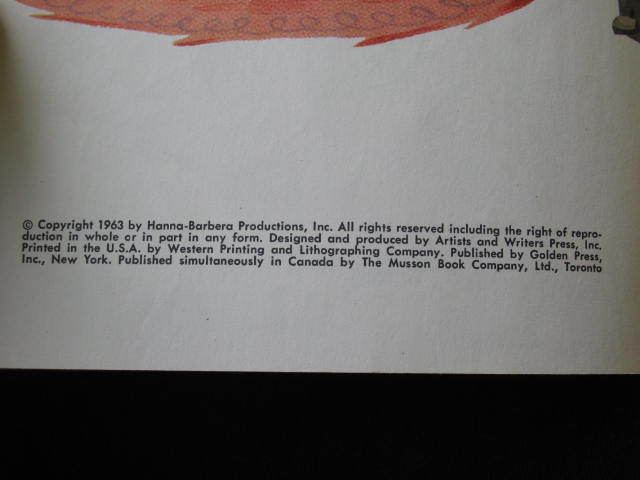 © Copyright 1963 by Hanna-Barbera Productions, Inc. All rights reserved including the right of repro-
duction in whole or in part in any form. Designed and produced by Artists and Writers Press, Inc.
Printed in the U.S.A. by Western Printing and Lithographing Company. Published by Golden Press,
Inc., New York. Published simultaneously in Canada by The Musson Book Company, Ltd., Toronto